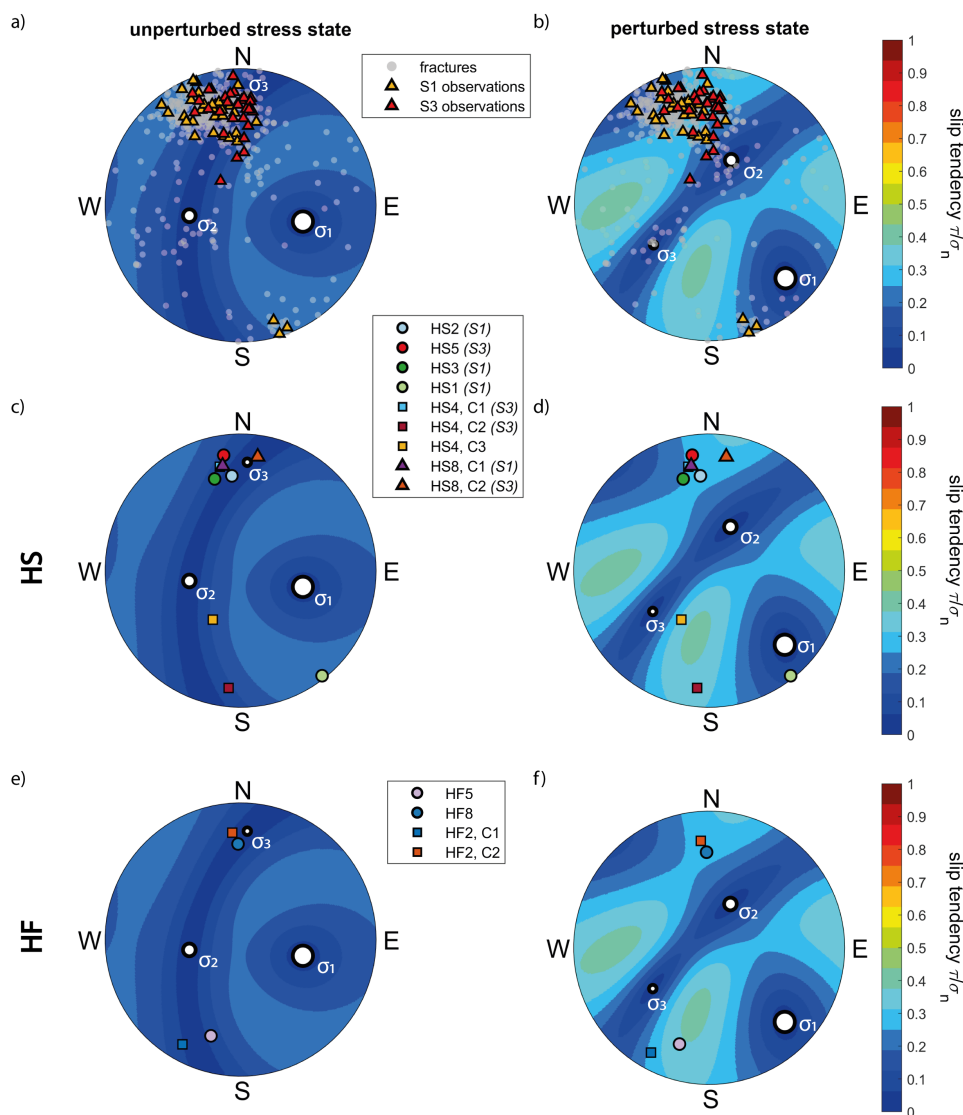 a)
unperturbed stress state
b)
perturbed stress state
N
σ3
W
E
σ2
σ1
S
fractures
S1 observations
S3 observations
N
σ2
W
E
σ3
σ1
S
1
0.9
0.8
0.7
0.6
0.5
0.4
0.3
0.2
0.1
0
slip tendency τ/σn
HS2 (S1)
HS5 (S3)
HS3 (S1)
HS1 (S1)
HS4, C1 (S3)
HS4, C2 (S3)
HS4, C3
HS8, C1 (S1)
HS8, C2 (S3)
c)
d)
HS
N
σ3
W
E
σ2
σ1
S
N
σ2
W
E
σ3
σ1
S
1
0.9
0.8
0.7
0.6
0.5
0.4
0.3
0.2
0.1
0
slip tendency τ/σn
e)
f)
HF
N
σ3
W
E
σ2
σ1
S
HF5
HF8
HF2, C1
HF2, C2
N
σ2
W
E
σ3
σ1
S
1
0.9
0.8
0.7
0.6
0.5
0.4
0.3
0.2
0.1
0
slip tendency τ/σn